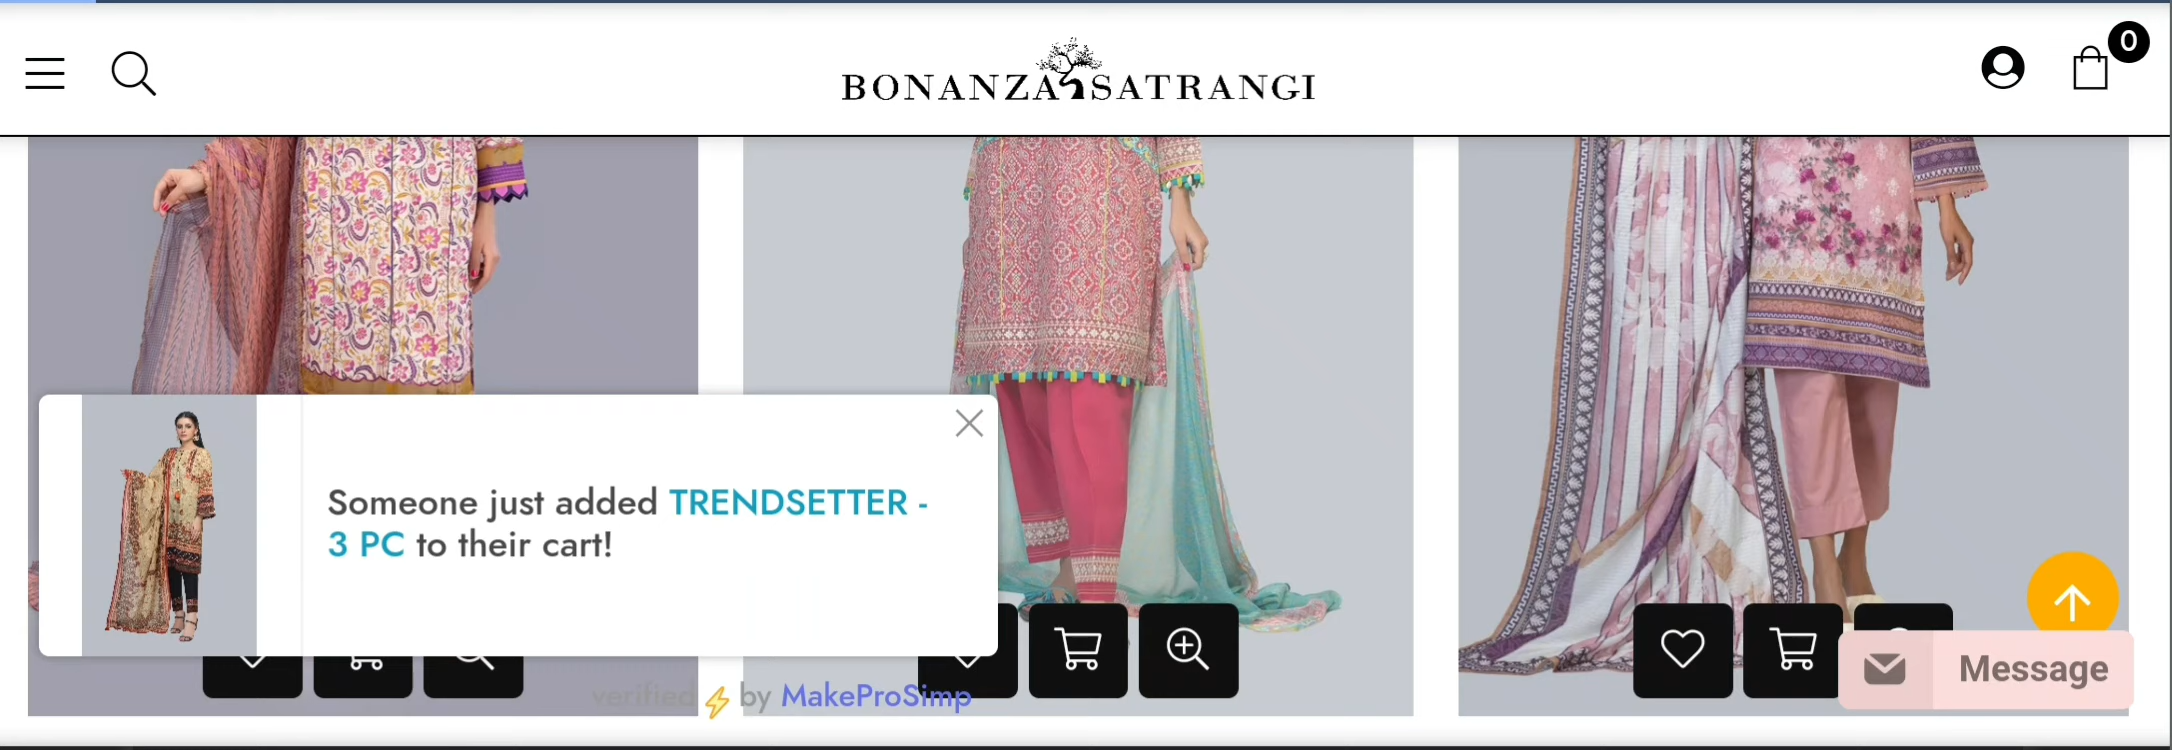 BONANZA SATRANGI
0
Someone just added TRENDSETTER -
3 PC to their cart!
verified by MakeProSimp
Message